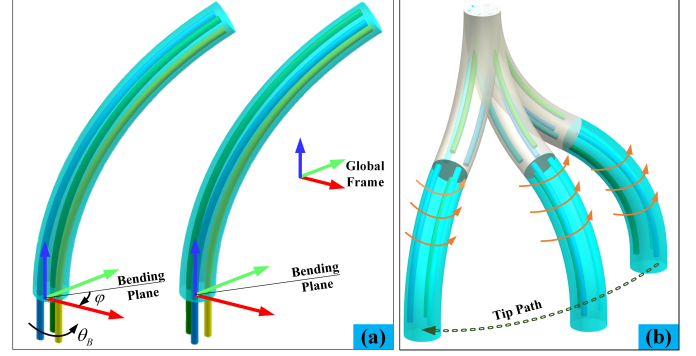 Global
Frame
Bending
Plane
φ
θB
Bending
Plane
(a)
Tip Path
(b)